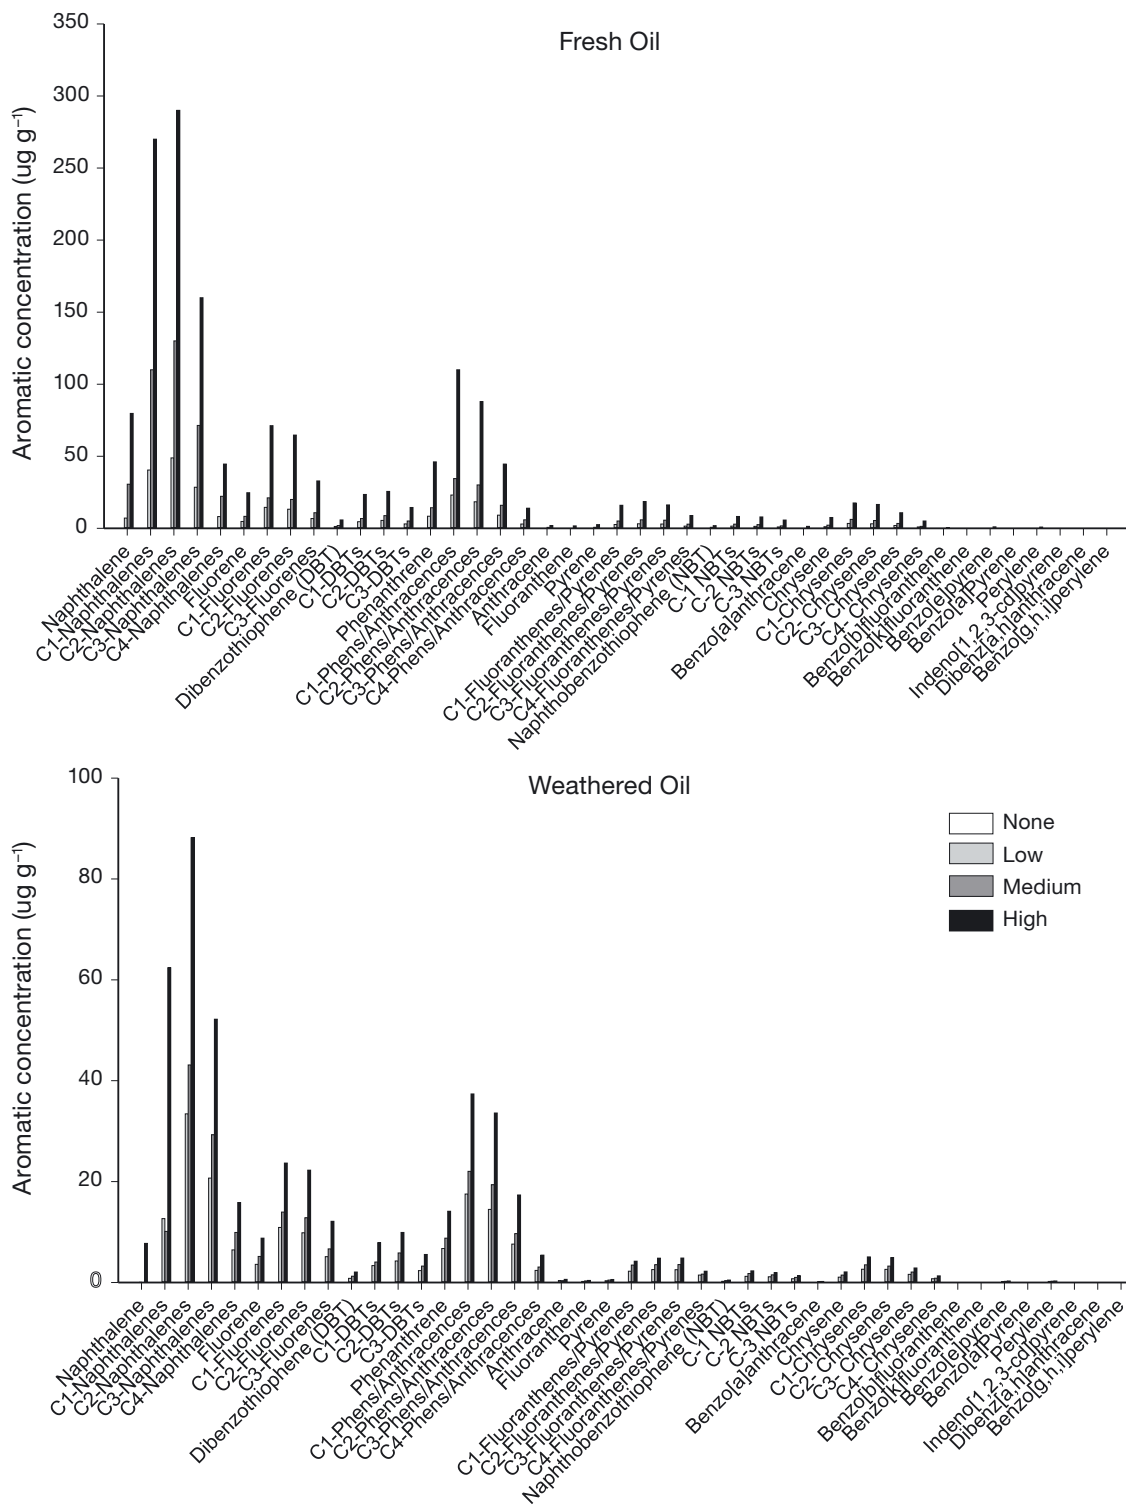 Fresh Oil
Aromatic concentration (ug g⁻¹)
350
300
250
200
150
100
50
0
Naphthalene
C1-Naphthalenes
C2-Naphthalenes
C3-Naphthalenes
C4-Naphthalenes
Fluorene
C1-Fluorenes
C2-Fluorenes
C3-Fluorenes
Dibenzothiophene (DBT)
C1-DBTs
C2-DBTs
C3-DBTs
Phenanthrene
C1-Phens/Anthracences
C2-Phens/Anthracences
C3-Phens/Anthracences
C4-Phens/Anthracences
Anthracene
Fluoranthene
Pyrene
C1-Fluoranthenes/Pyrenes
C2-Fluoranthenes/Pyrenes
C3-Fluoranthenes/Pyrenes
C4-Fluoranthenes/Pyrenes
Naphthobenzothiophene (NBT)
C-1 NBTs
C-2 NBTs
C-3 NBTs
Benzo[a]anthracene
Chrysene
C1-Chrysenes
C2- Chrysenes
C3- Chrysenes
C4- Chrysenes
Benzo[b]fluoranthene
Benzo[k]fluoranthene
Benzo[e]pyrene
Benzo[a]Pyrene
Perylene
Indeno[1,2,3-cd]pyrene
Dibenz[a,h]anthracene
Benzo[g,h,i]perylene
Weathered Oil
Aromatic concentration (ug g⁻¹)
100
80
60
40
20
0
None
Low
Medium
High
Naphthalene
C1-Naphthalenes
C2-Naphthalenes
C3-Naphthalenes
C4-Naphthalenes
Fluorene
C1-Fluorenes
C2-Fluorenes
C3-Fluorenes
Dibenzothiophene (DBT)
C1-DBTs
C2-DBTs
C3-DBTs
Phenanthrene
C1-Phens/Anthracences
C2-Phens/Anthracences
C3-Phens/Anthracences
C4-Phens/Anthracences
Anthracene
Fluoranthene
Pyrene
C1-Fluoranthenes/Pyrenes
C2-Fluoranthenes/Pyrenes
C3-Fluoranthenes/Pyrenes
C4-Fluoranthenes/Pyrenes
Naphthobenzothiophene (NBT)
C-1 NBTs
C-2 NBTs
C-3 NBTs
Benzo[a]anthracene
Chrysene
C1-Chrysenes
C2- Chrysenes
C3- Chrysenes
C4- Chrysenes
Benzo[b]fluoranthene
Benzo[k]fluoranthene
Benzo[e]pyrene
Benzo[a]Pyrene
Perylene
Indeno[1,2,3-cd]pyrene
Dibenz[a,h]anthracene
Benzo[g,h,i]perylene